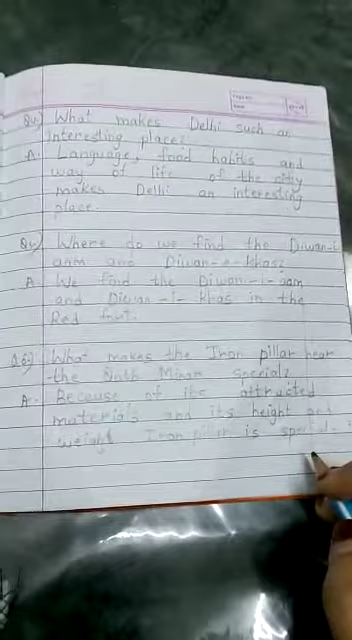 Q4) What makes Delhi such an
interesting place?
A. Language, food habits and
way of life of the city
makes Delhi an interesting
place.
Where do we find the Diwan-i-
aam and Diwan-e-khas?
A. We find the Diwan-i-aam
and Diwan-i-khas in the
Red fort.
Q6) What makes the Iron pillar near
the Qutb Minar special?
A. Because of its attracted
materials and its height and
weight Iron pillar is special.